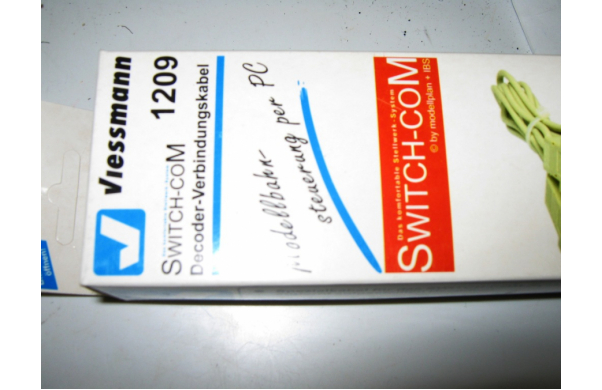 Viessmann
1209
SWITCH-COM
Decoder-Verbindungskabel
Modellbahn-
steuerung per PC
Das komfortable Stellwerk-System
SWITCH-COM
© by modellplan + IBS
öffnen!